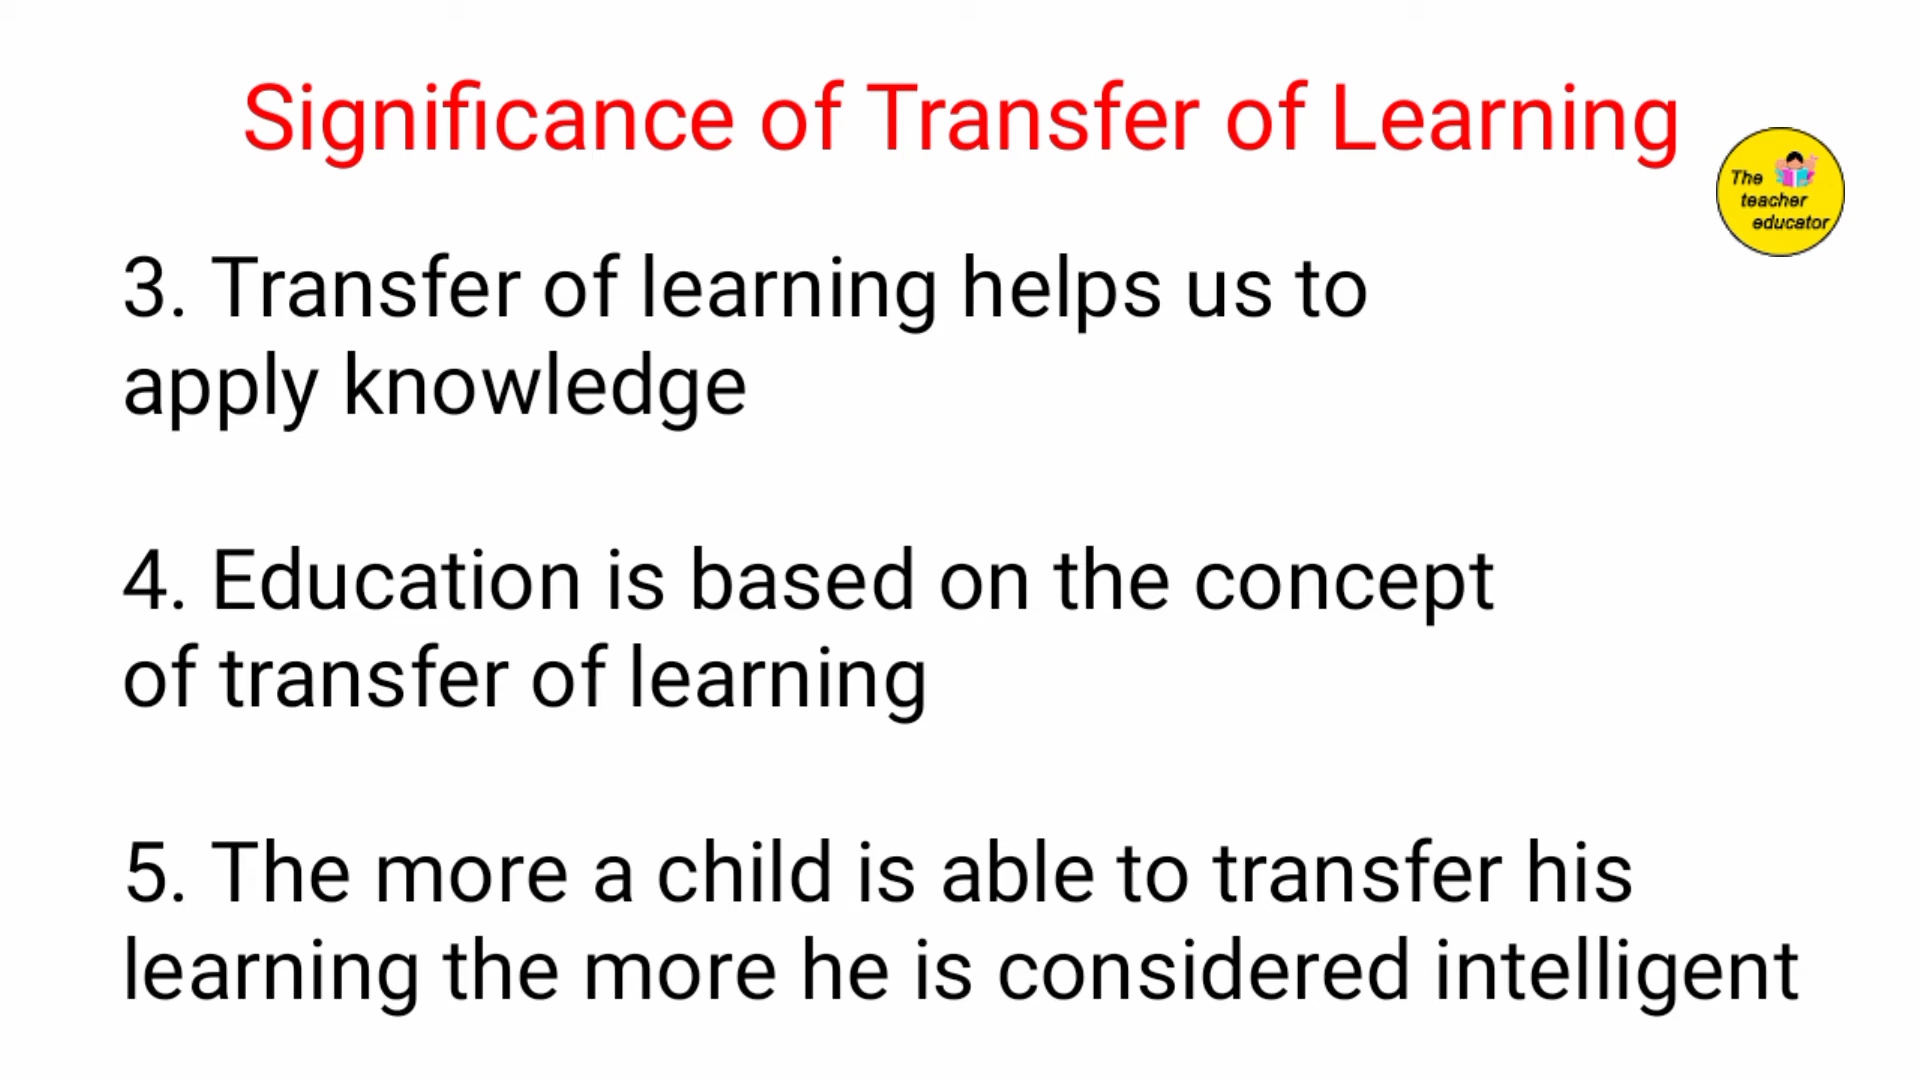 Significance of Transfer of Learning
The
teacher
educator
3. Transfer of learning helps us to
apply knowledge
4. Education is based on the concept
of transfer of learning
5. The more a child is able to transfer his
learning the more he is considered intelligent